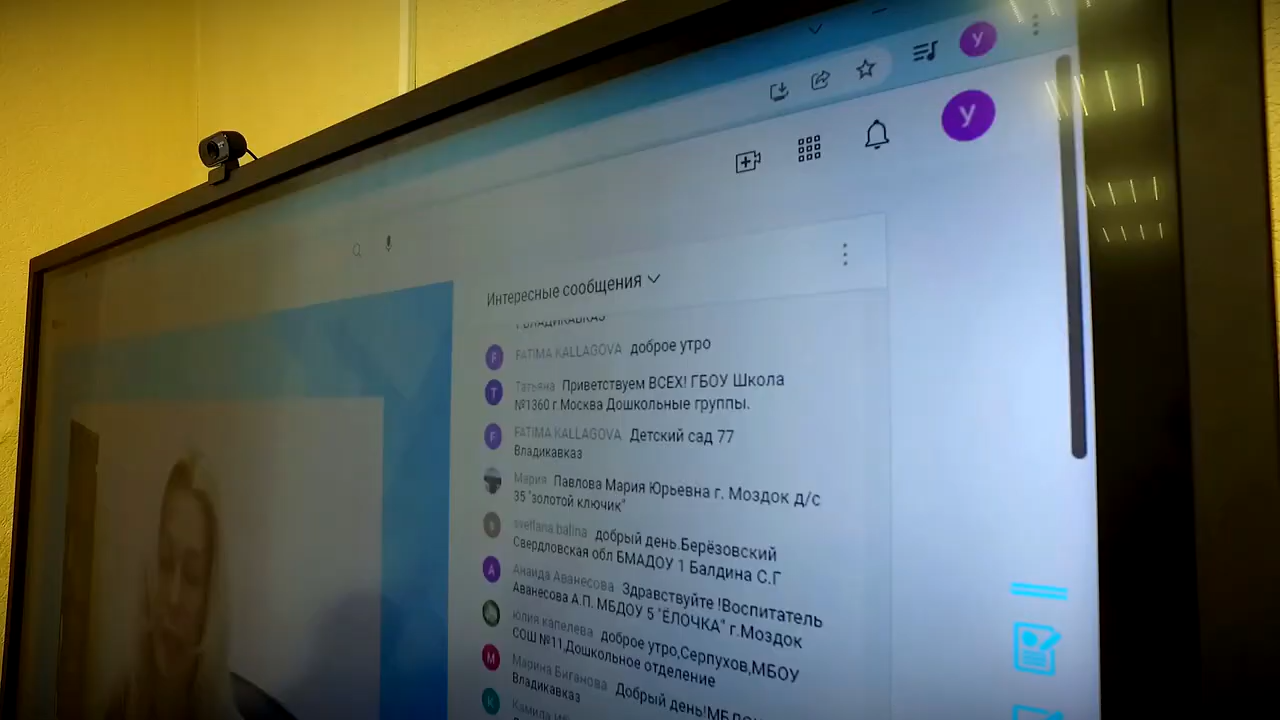 У
У
Интересные сообщения
г.ВЛАДИКАВКАЗ
F FATIMA KALLAGOVA доброе утро
Т Татьяна Приветствуем ВСЕХ! ГБОУ Школа
№1360 г.Москва Дошкольные группы.
F FATIMA KALLAGOVA Детский сад 77
Владикавказ
Мария Павлова Мария Юрьевна г. Моздок д/с
35 "золотой ключик"
s svetlana balina добрый день.Берёзовский
Свердловская обл БМАДОУ 1 Балдина С.Г
А Анаида Аванесова Здравствуйте !Воспитатель
Аванесова А.П. МБДОУ 5 "ЁЛОЧКА" г.Моздок
юлия капелева доброе утро,Серпухов,МБОУ
СОШ №11,Дошкольное отделение
М Марина Биганова Добрый день!МБДОУ
Владикавказ
К Камила